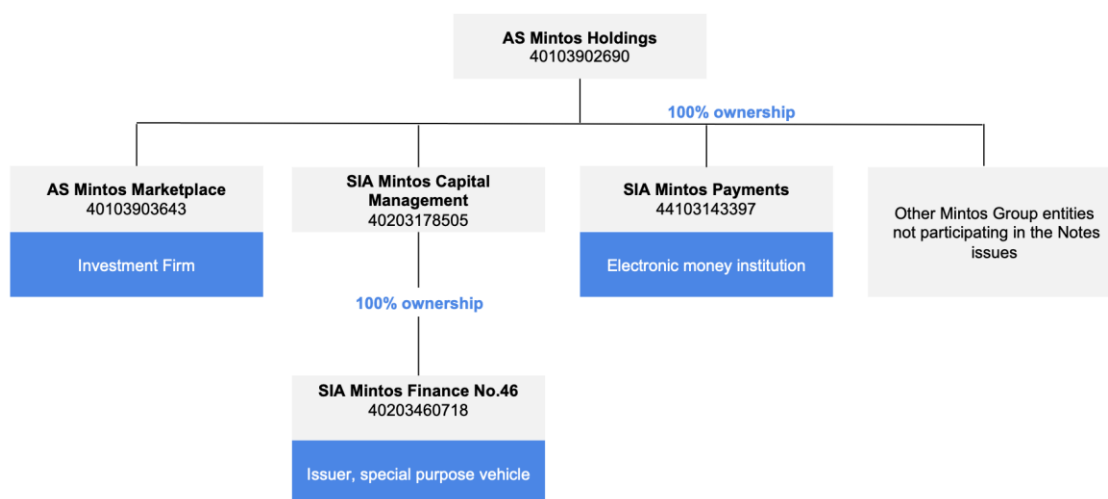 AS Mintos Holdings
40103902690
100% ownership
AS Mintos Marketplace
40103903643
Investment Firm
SIA Mintos Capital
Management
40203178505
SIA Mintos Payments
44103143397
Electronic money institution
Other Mintos Group entities
not participating in the Notes
issues
100% ownership
SIA Mintos Finance No.46
40203460718
Issuer, special purpose vehicle